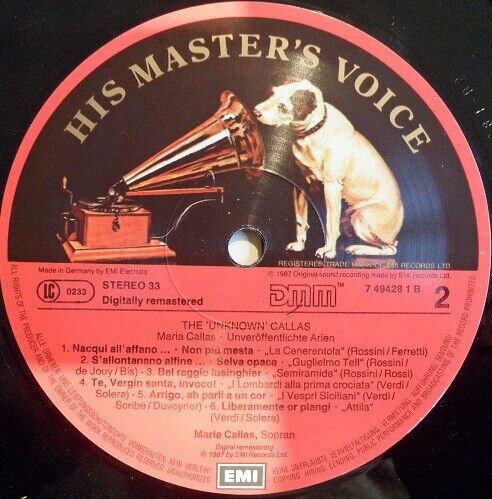 HIS MASTER'S VOICE
REGISTERED TRADE MARK OF EMI RECORDS LTD
Made in Germany by EMI Electrola
℗ 1987 Original sound recording made by EMI Records Ltd.
LC 0233
STEREO 33
Digitally remastered
DMM™
7 49428 1 B
2
THE 'UNKNOWN' CALLAS
Maria Callas · Unveröffentlichte Arien
1. Nacqui all'affano ... · Non più mesta · „La Cenerentola“ (Rossini/Ferretti)
2. S'allontanano alfine ... · Selva opaca · „Guglielmo Tell“ (Rossini/
de Jouy/Bis) · 3. Bel raggio lusinghier · „Semiramide“ (Rossini/Rossi)
4. Te, Vergin santa, invoco! · „I Lombardi alla prima crociata“ (Verdi/
Solera) · 5. Arrigo, ah parli a un cor · „I Vespri Siciliani“ (Verdi/
Scribe/Duveyrier) · 6. Liberamente or piangi · „Attila“
(Verdi/Solera)
Maria Callas, Sopran
Digital remastering
℗ 1987 by EMI Records Ltd.
EMI